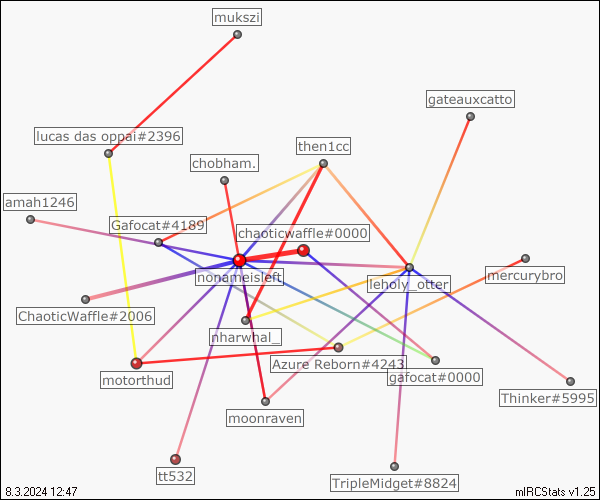 mukszi
gateauxcatto
lucas das oppai#2396
then1cc
chobham.
amah1246
Gafocat#4189
chaoticwaffle#0000
nonameisleft
leholy_otter
mercurybro
ChaoticWaffle#2006
nharwhal_
Azure Reborn#4243
gafocat#0000
motorthud
Thinker#5995
moonraven
tt532
TripleMidget#8824
8.3.2024 12:47
mIRCStats v1.25